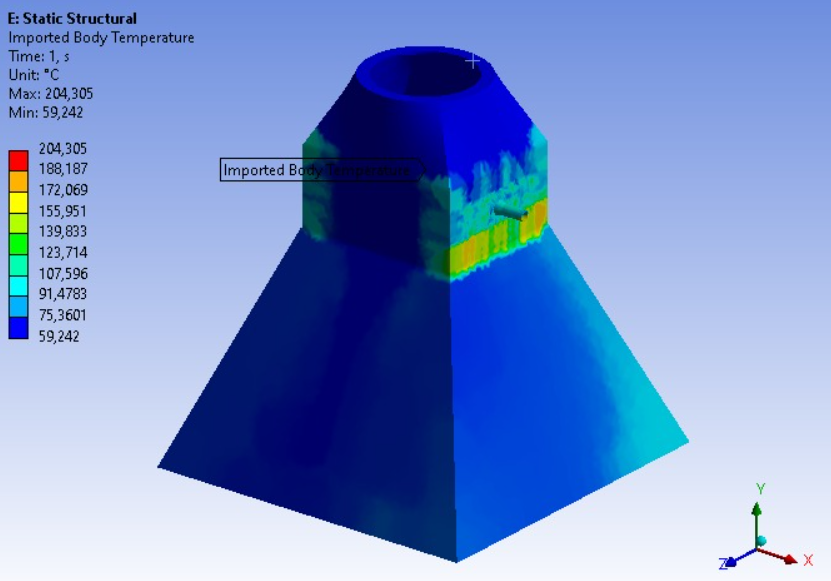 E: Static Structural
Imported Body Temperature
Time: 1, s
Unit: °C
Max: 204,305
Min: 59,242
204,305
188,187
172,069
155,951
139,833
123,714
107,596
91,4783
75,3601
59,242
Imported Body Temperature
Y
Z
X